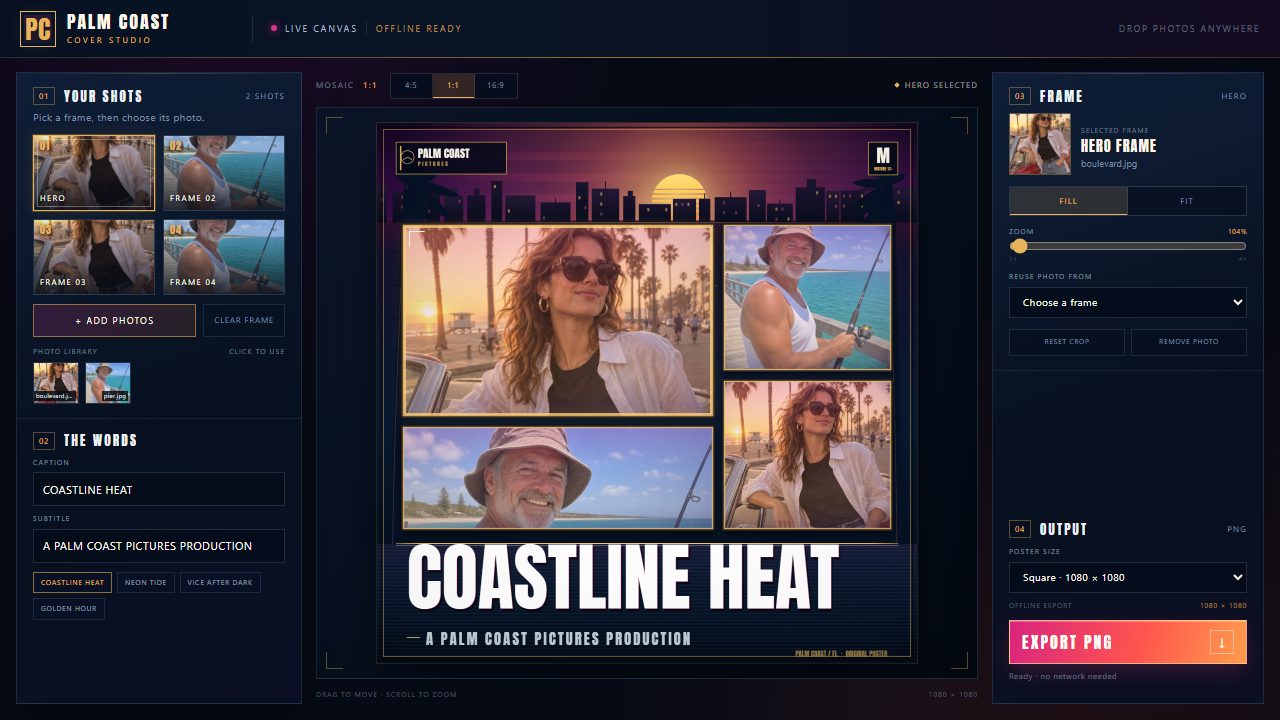 PC
PALM COAST
COVER STUDIO
LIVE CANVAS
OFFLINE READY
DROP PHOTOS ANYWHERE
01
YOUR SHOTS
2 SHOTS
Pick a frame, then choose its photo.
01
HERO
02
FRAME 02
03
FRAME 03
04
FRAME 04
+ ADD PHOTOS
CLEAR FRAME
PHOTO LIBRARY
CLICK TO USE
boulevard.j...
pier.jpg
02
THE WORDS
CAPTION
COASTLINE HEAT
SUBTITLE
A PALM COAST PICTURES PRODUCTION
COASTLINE HEAT
NEON TIDE
VICE AFTER DARK
GOLDEN HOUR
MOSAIC 1:1
4:5
1:1
16:9
HERO SELECTED
PALM COAST
PICTURES
M
MATURE 17+
COASTLINE HEAT
A PALM COAST PICTURES PRODUCTION
PALM COAST / FL · ORIGINAL POSTER
DRAG TO MOVE · SCROLL TO ZOOM
1080 × 1080
03
FRAME
HERO
SELECTED FRAME
HERO FRAME
boulevard.jpg
FILL
FIT
ZOOM
104%
1×
4×
REUSE PHOTO FROM
Choose a frame
RESET CROP
REMOVE PHOTO
04
OUTPUT
PNG
POSTER SIZE
Square · 1080 × 1080
OFFLINE EXPORT
1080 × 1080
EXPORT PNG
↓
Ready · no network needed